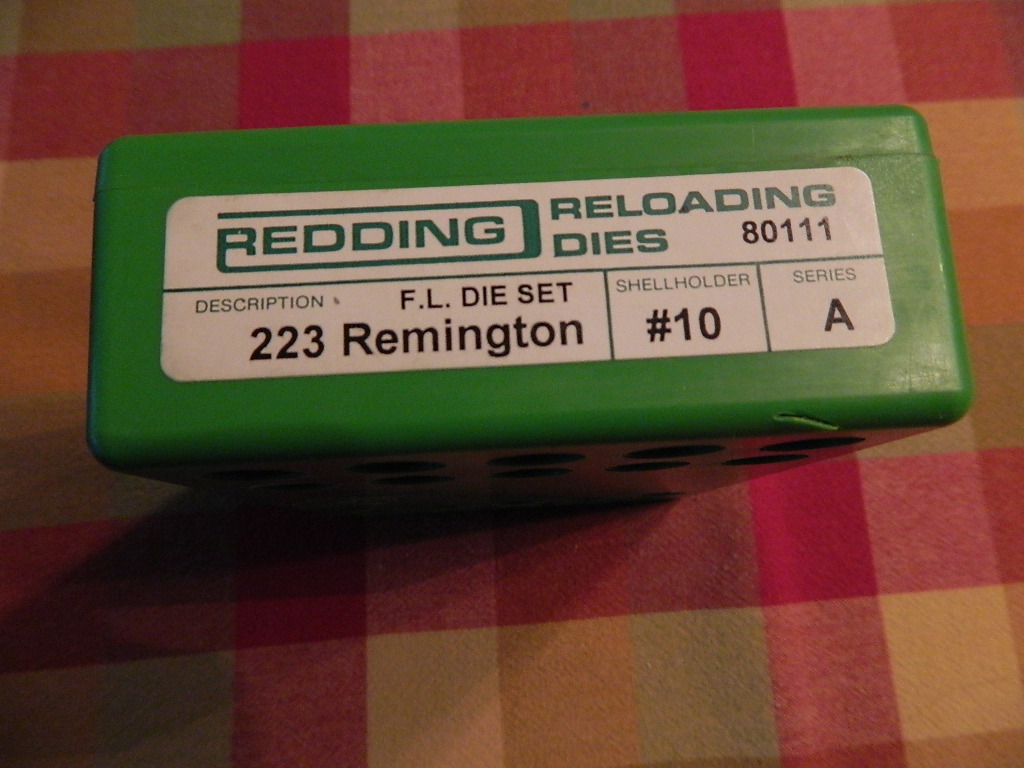 REDDING RELOADING
DIES 80111
DESCRIPTION F.L. DIE SET
223 Remington
SHELLHOLDER
#10
SERIES
A